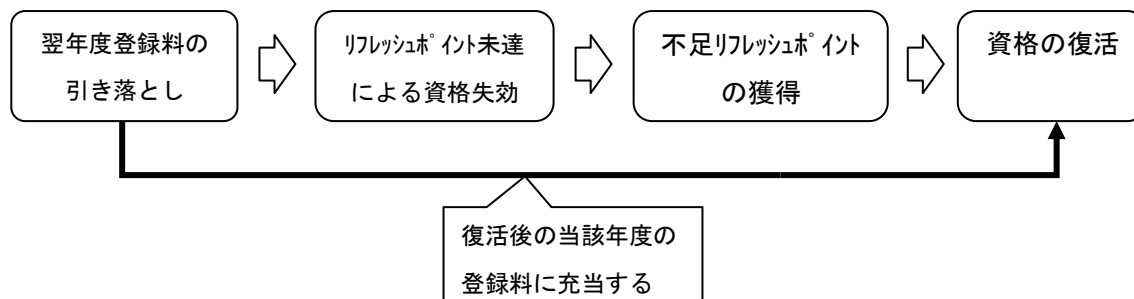 翌年度登録料の
引き落とし
ﾘﾌﾚｯｼｭﾎﾟｲﾝﾄ未達
による資格失効
不足ﾘﾌﾚｯｼｭﾎﾟｲﾝﾄ
の獲得
資格の復活
復活後の当該年度の
登録料に充当する